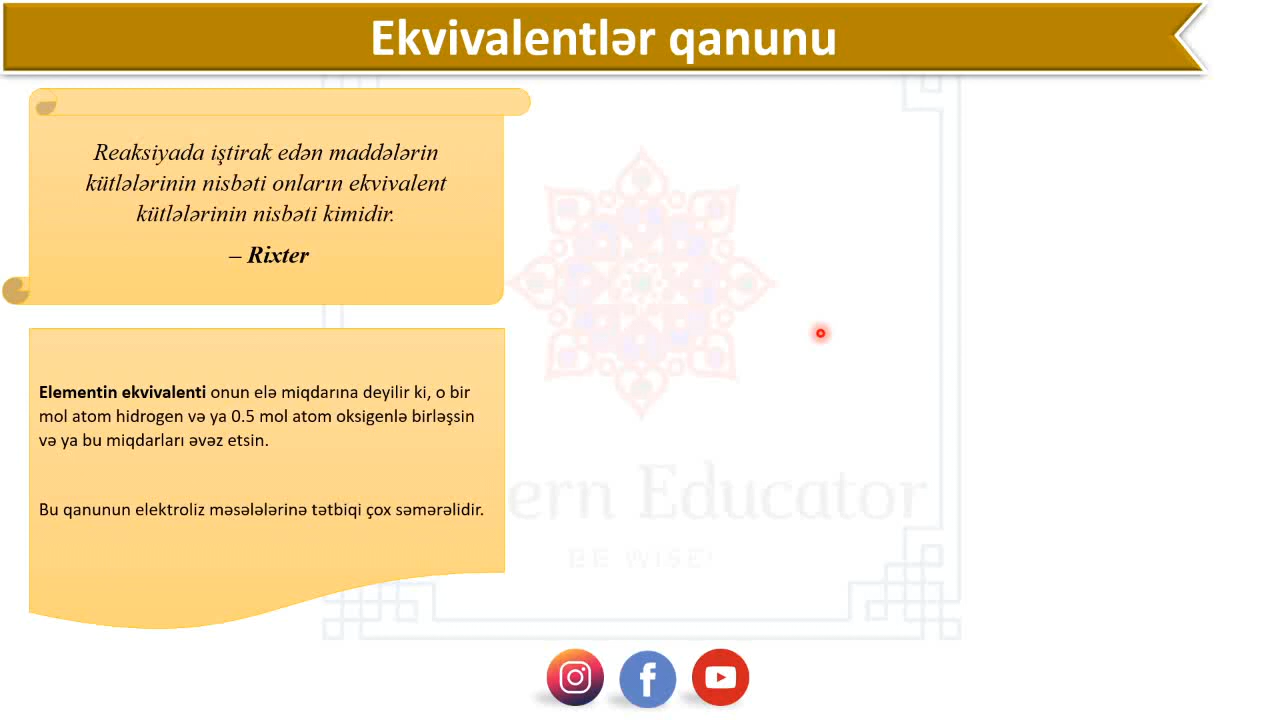 Ekvivalentlər qanunu
Reaksiyada iştirak edən maddələrin
kütlələrinin nisbəti onların ekvivalent
kütlələrinin nisbəti kimidir.
– Rixter
Elementin ekvivalenti onun elə miqdarına deyilir ki, o bir
mol atom hidrogen və ya 0.5 mol atom oksigenlə birləşsin
və ya bu miqdarları əvəz etsin.
Bu qanunun elektroliz məsələlərinə tətbiqi çox səmərəlidir.
Educator
BE WISE!